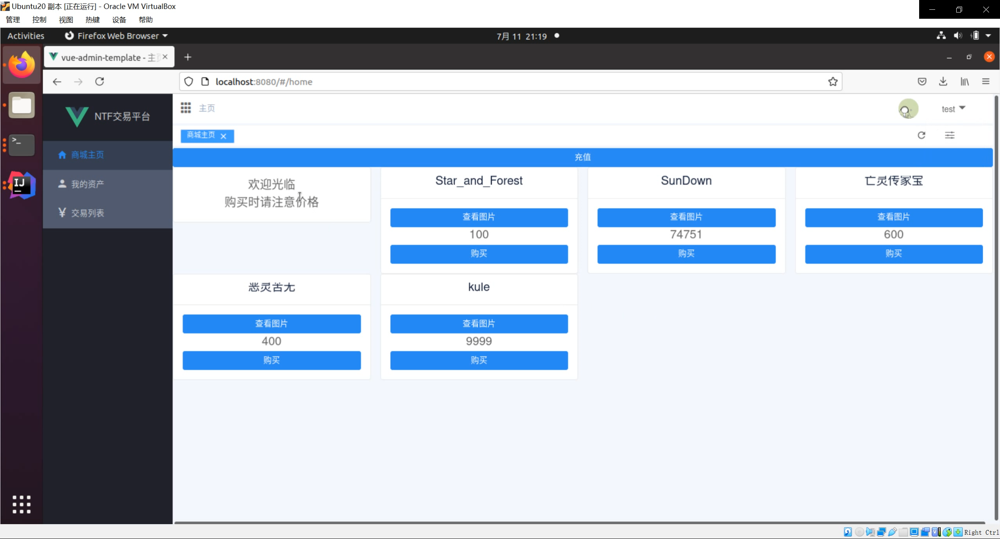 Ubuntu20 副本 [正在运行] - Oracle VM VirtualBox
管理 控制 视图 热键 设备 帮助
Activities Firefox Web Browser 7月 11 21:19
vue-admin-template - 主页
localhost:8080/#/home
NTF交易平台
主页
test
商城主页
商城主页
我的资产
交易列表
充值
欢迎光临
购买时请注意价格
Star_and_Forest
查看图片
100
购买
SunDown
查看图片
74751
购买
亡灵传家宝
查看图片
600
购买
恶灵苦无
查看图片
400
购买
kule
查看图片
9999
购买
Right Ctrl